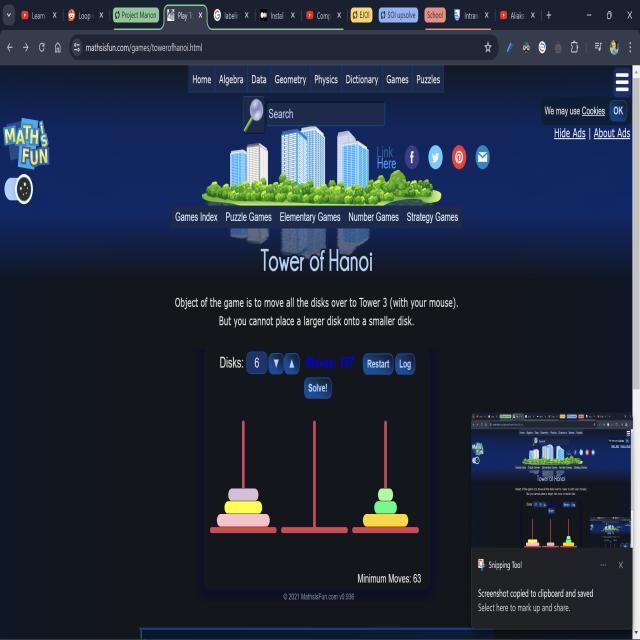 Learn
Loop
Project Marion
Play T
labeli
Instal
Comp
EJOI
SOI upsolve
School
Intran
Aliaks
mathsisfun.com/games/towerofhanoi.html
Home Algebra Data Geometry Physics Dictionary Games Puzzles
Search
We may use Cookies OK
Hide Ads | About Ads
MATHS FUN
Link
Here
Games Index Puzzle Games Elementary Games Number Games Strategy Games
Tower of Hanoi
Object of the game is to move all the disks over to Tower 3 (with your mouse).
But you cannot place a larger disk onto a smaller disk.
Disks: 6 ▼ ▲ Moves: 107 Restart Log
Solve!
Minimum Moves: 63
© 2021 MathsIsFun.com v0.936
Snipping Tool
Screenshot copied to clipboard and saved
Select here to mark up and share.